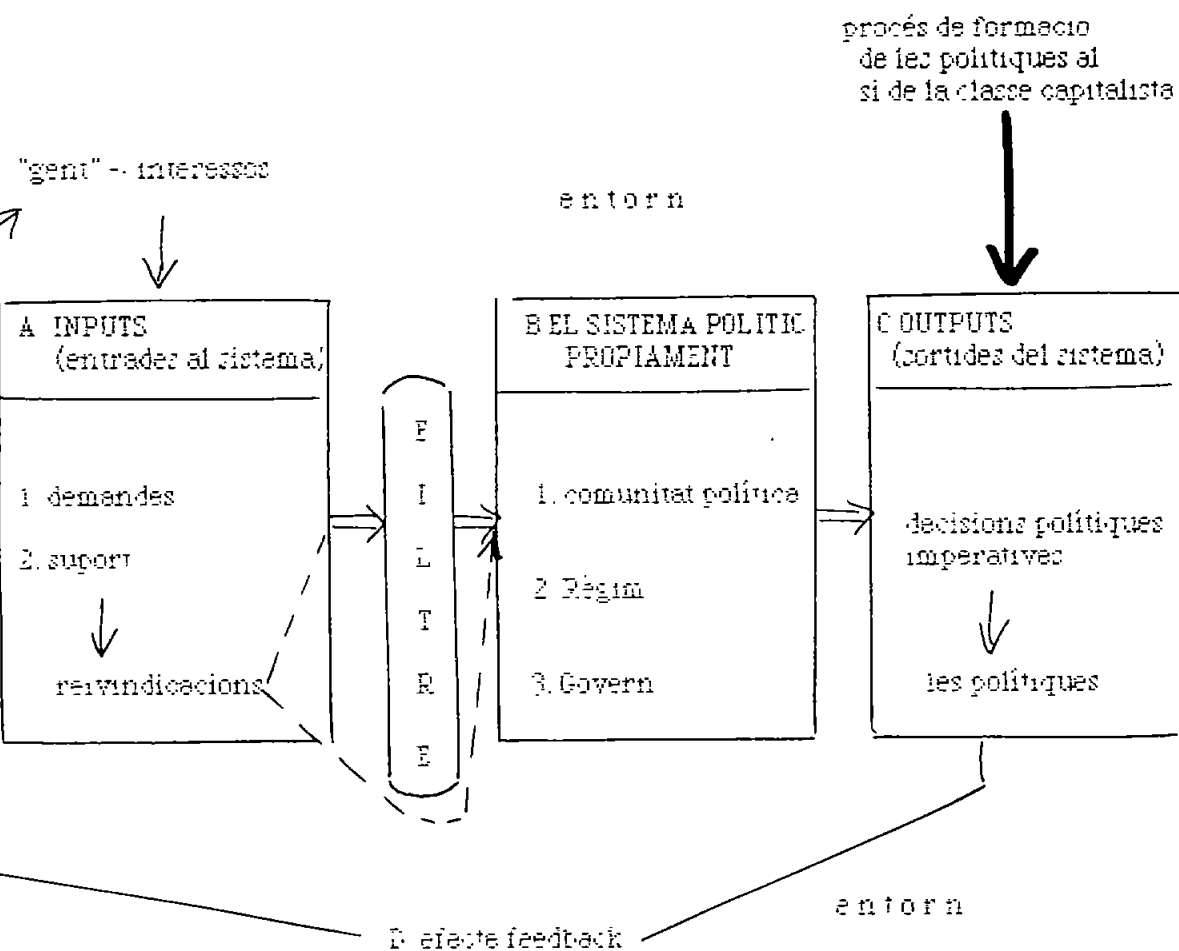 procés de formacio
de les polítiques al
si de la classe capitalista
"gent" -- interessos
entorn
A INPUTS
(entrades al sistema)
1 demandes
2. suport
reivindicacions
FILTRE
B EL SISTEMA POLITIC
PROPIAMENT
1. comunitat política
2 Règim
3. Govern
C OUTPUTS
(sortides del sistema)
decisions polítiques
imperatives
les polítiques
entorn
D efecte feedback